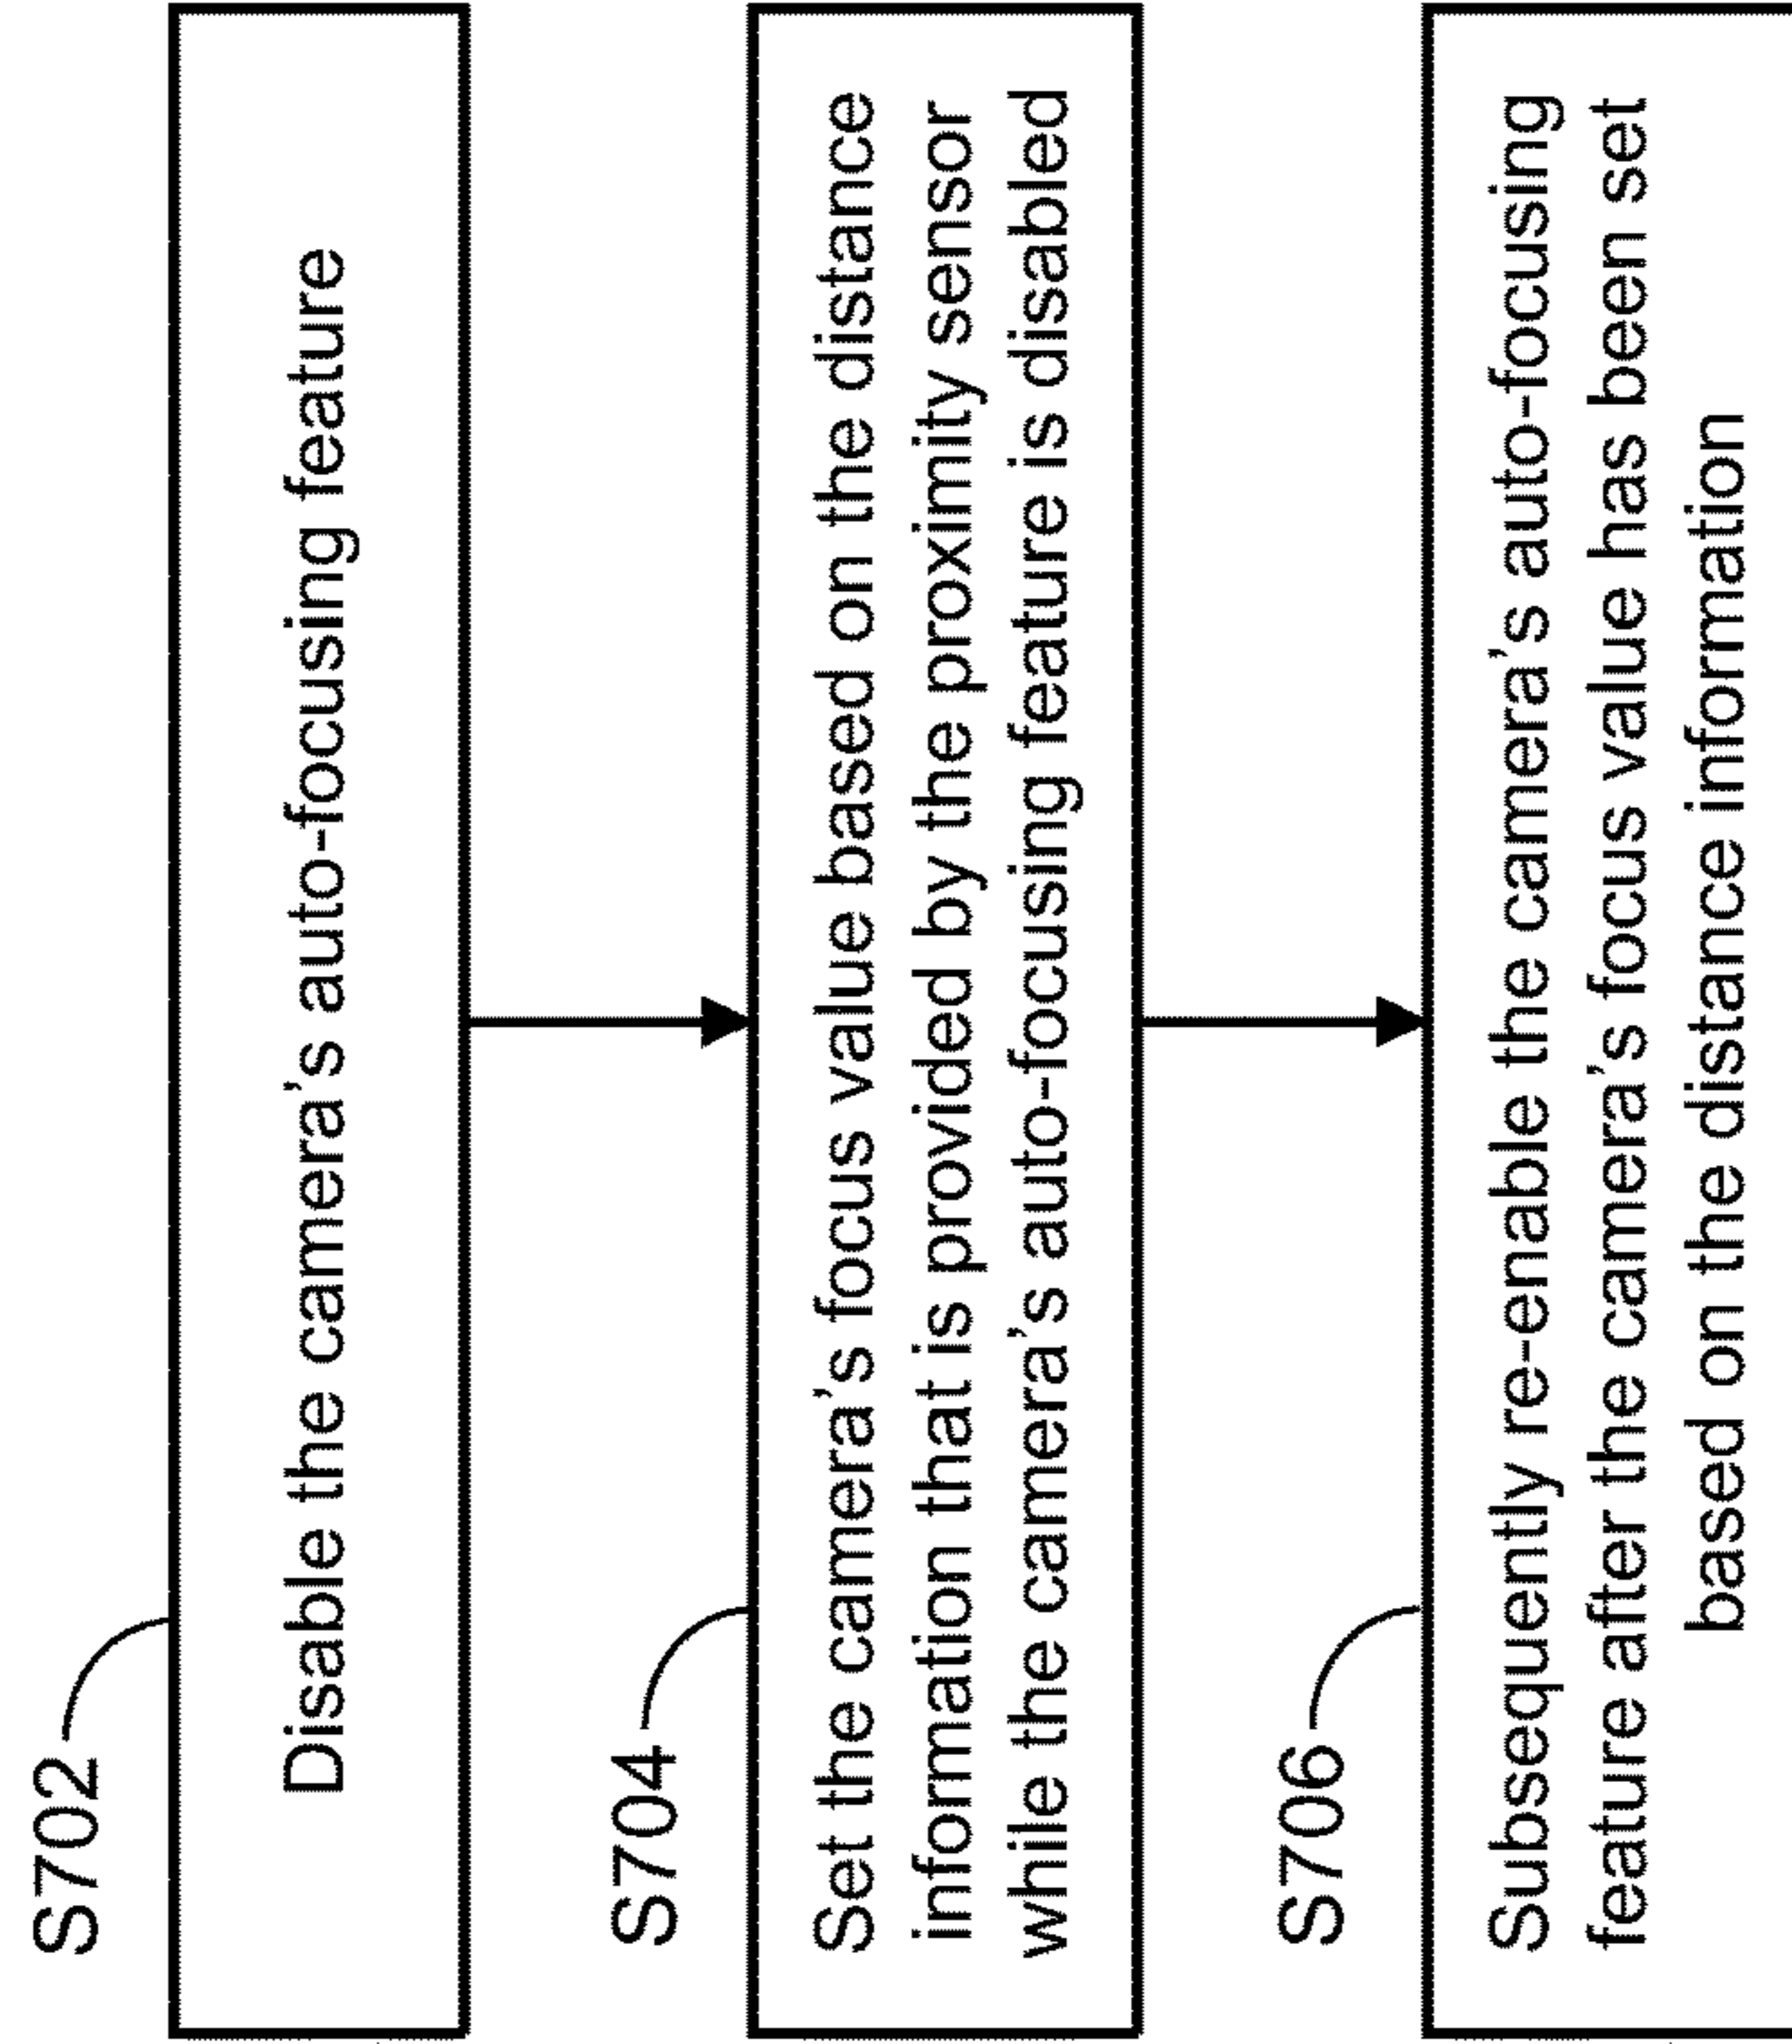 S702
Disable the camera's auto-focusing feature
S704
Set the camera's focus value based on the distance
information that is provided by the proximity sensor
while the camera's auto-focusing feature is disabled
S706
Subsequently re-enable the camera's auto-focusing
feature after the camera's focus value has been set
based on the distance information